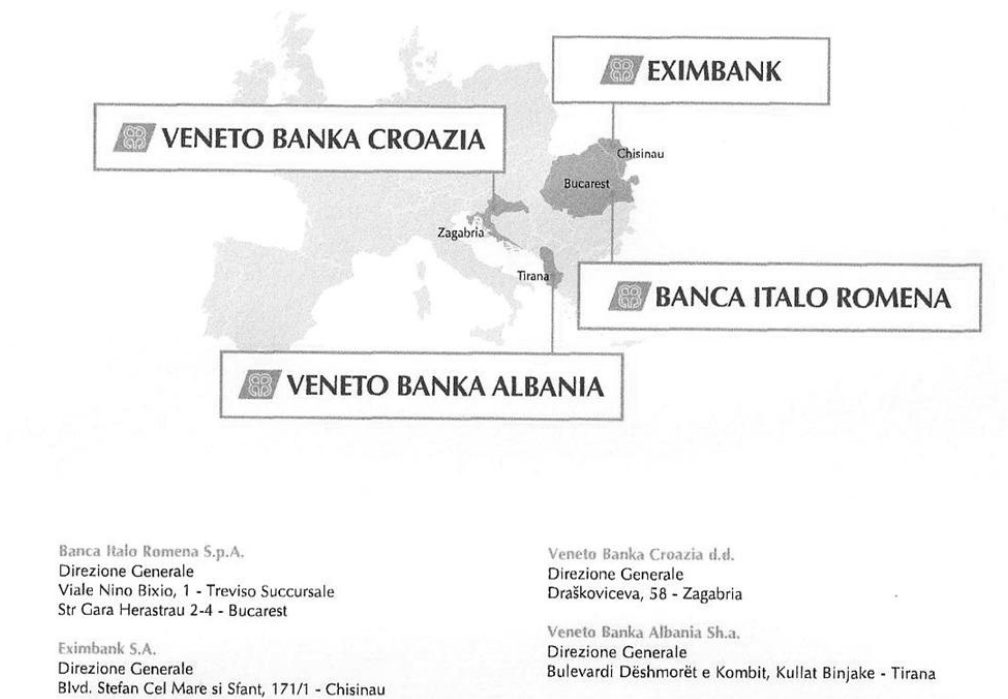 EXIMBANK
VENETO BANKA CROAZIA
Chisinau
Bucarest
Zagabria
Tirana
BANCA ITALO ROMENA
VENETO BANKA ALBANIA
Banca Italo Romena S.p.A.
Direzione Generale
Viale Nino Bixio, 1 - Treviso Succursale
Str Gara Herastrau 2-4 - Bucarest
Eximbank S.A.
Direzione Generale
Blvd. Stefan Cel Mare si Sfant, 171/1 - Chisinau
Veneto Banka Croazia d.d.
Direzione Generale
Draškoviceva, 58 - Zagabria
Veneto Banka Albania Sh.a.
Direzione Generale
Bulevardi Dëshmorët e Kombit, Kullat Binjake - Tirana